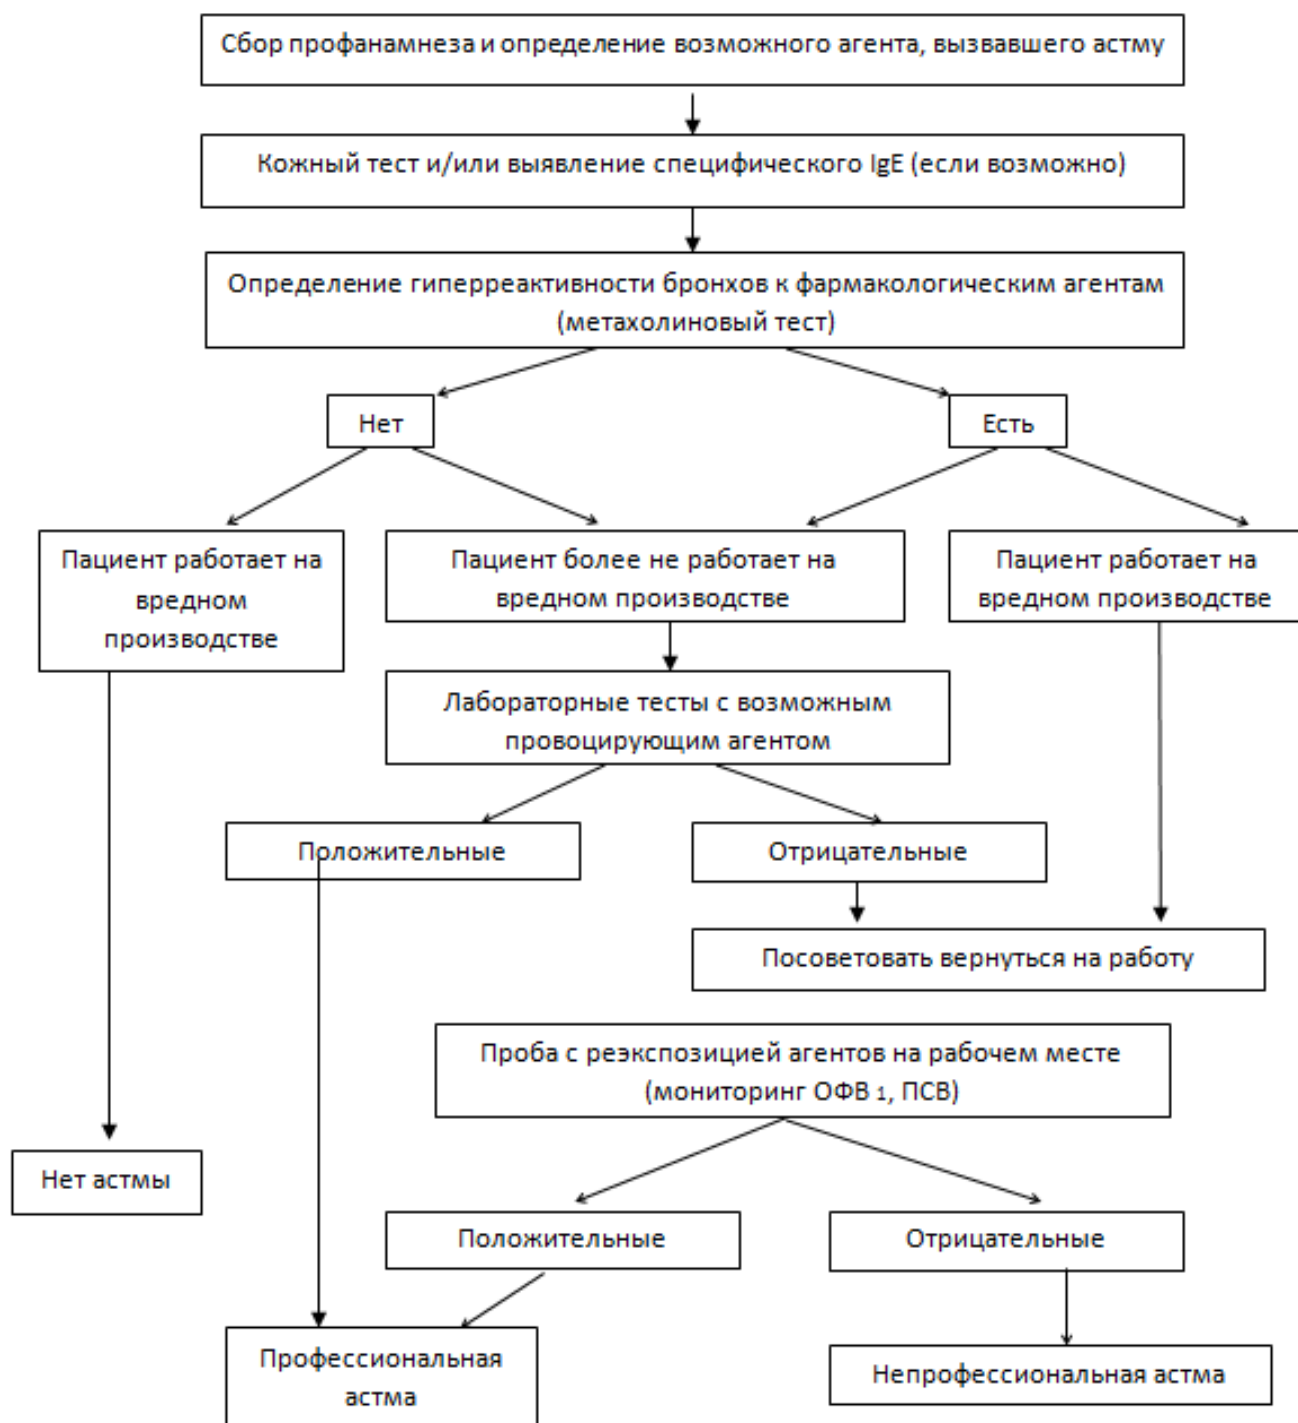 Сбор профанамнеза и определение возможного агента, вызвавшего астму
Кожный тест и/или выявление специфического IgE (если возможно)
Определение гиперреактивности бронхов к фармакологическим агентам
(метахолиновый тест)
Нет
Есть
Пациент работает на
вредном
производстве
Пациент более не работает на
вредном производстве
Пациент работает на
вредном производстве
Лабораторные тесты с возможным
провоцирующим агентом
Положительные
Отрицательные
Посоветовать вернуться на работу
Проба с реэкспозицией агентов на рабочем месте
(мониторинг ОФВ 1, ПСВ)
Нет астмы
Положительные
Отрицательные
Профессиональная
астма
Непрофессиональная астма